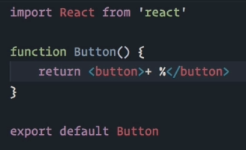 import React from 'react'
function Button() {
return <button>+ %</button>
}
export default Button